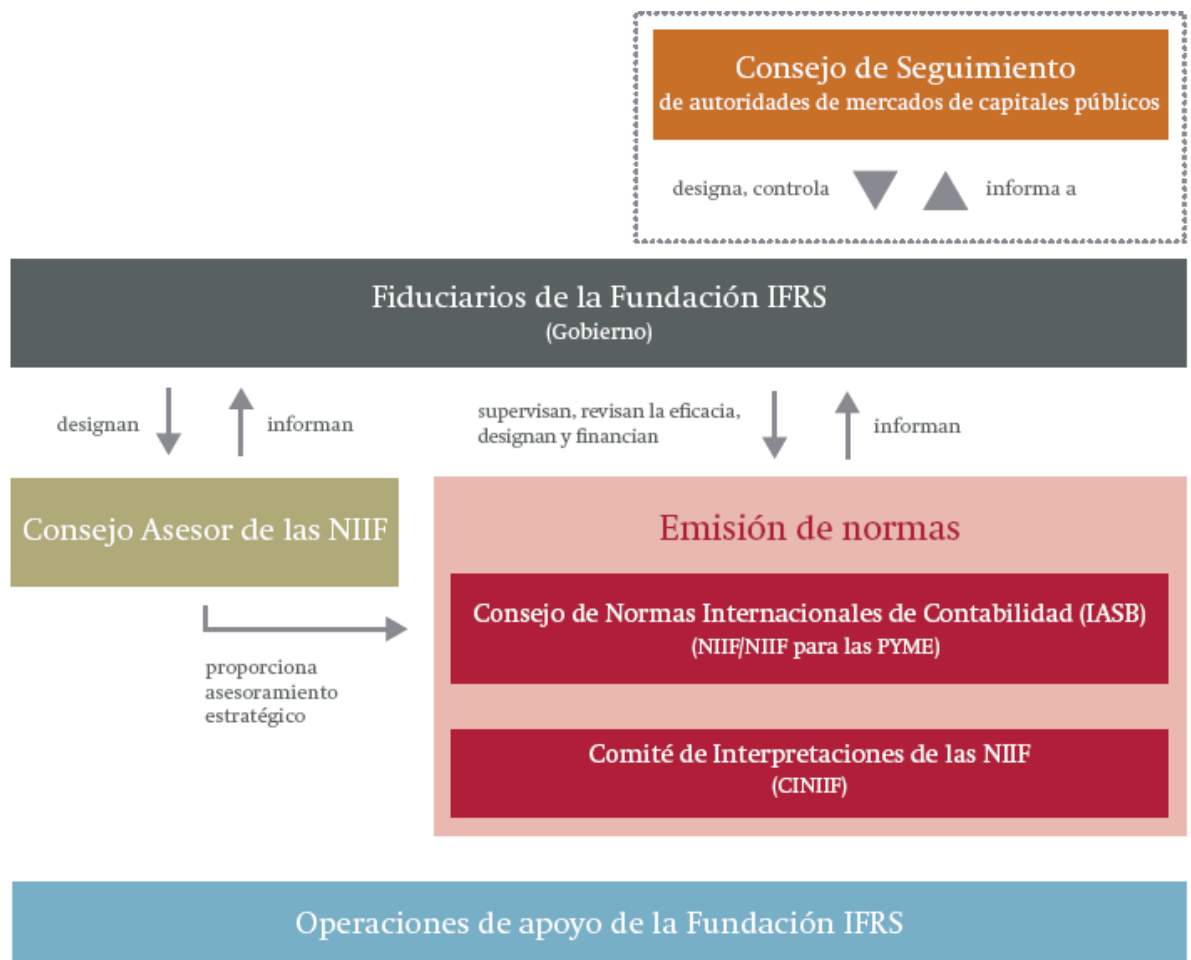 Consejo de Seguimiento
de autoridades de mercados de capitales públicos
designa, controla
informa a
Fiduciarios de la Fundación IFRS
(Gobierno)
designan
informan
supervisan, revisan la eficacia,
designan y financian
informan
Consejo Asesor de las NIIF
Emisión de normas
Consejo de Normas Internacionales de Contabilidad (IASB)
(NIIF/NIIF para las PYME)
proporciona
asesoramiento
estratégico
Comité de Interpretaciones de las NIIF
(CINIIF)
Operaciones de apoyo de la Fundación IFRS